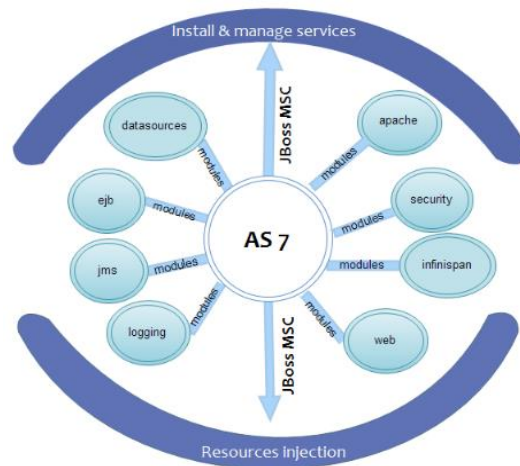 Install & manage services
JBoss MSC
datasources
modules
apache
modules
ejb
modules
security
modules
AS 7
jms
modules
infinispan
modules
logging
modules
web
modules
JBoss MSC
Resources injection